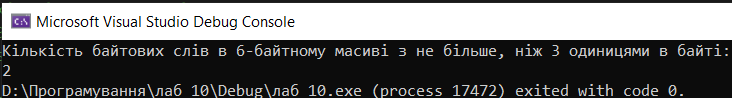 Microsoft Visual Studio Debug Console
Кількість байтових слів в 6-байтному масиві з не більше, ніж 3 одиницями в байті:
2
D:\Програмування\лаб 10\Debug\лаб 10.exe (process 17472) exited with code 0.